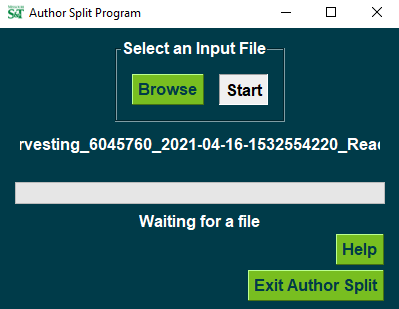 Author Split Program
Select an Input File
Browse
Start
rvesting_6045760_2021-04-16-1532554220_Read
Waiting for a file
Help
Exit Author Split